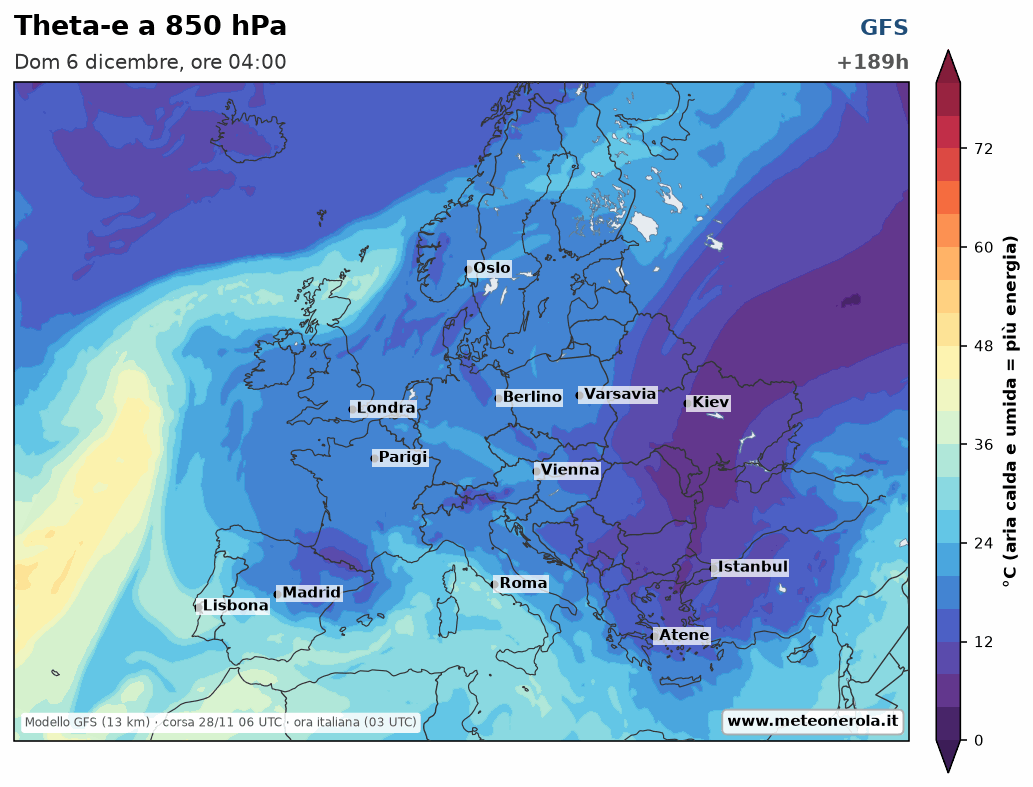 Theta-e a 850 hPa
GFS
Dom 6 dicembre, ore 04:00
+189h
Oslo
Londra
Berlino
Varsavia
Kiev
Parigi
Vienna
Madrid
Lisbona
Roma
Istanbul
Atene
Modello GFS (13 km) · corsa 28/11 06 UTC · ora italiana (03 UTC)
www.meteonerola.it
72
60
48
36
24
12
0
°C (aria calda e umida = più energia)